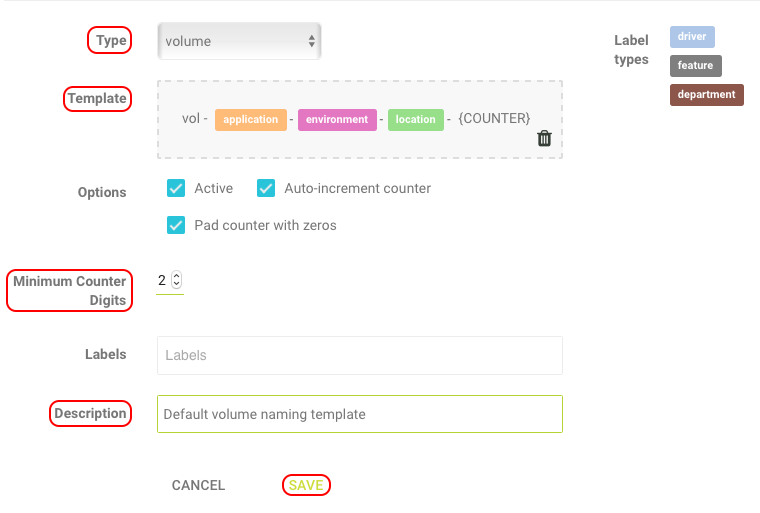 Type
volume
Label types
driver
feature
department
Template
vol - application - environment - location - {COUNTER}
Options
Active
Auto-increment counter
Pad counter with zeros
Minimum Counter
Digits
2
Labels
Labels
Description
Default volume naming template
CANCEL
SAVE